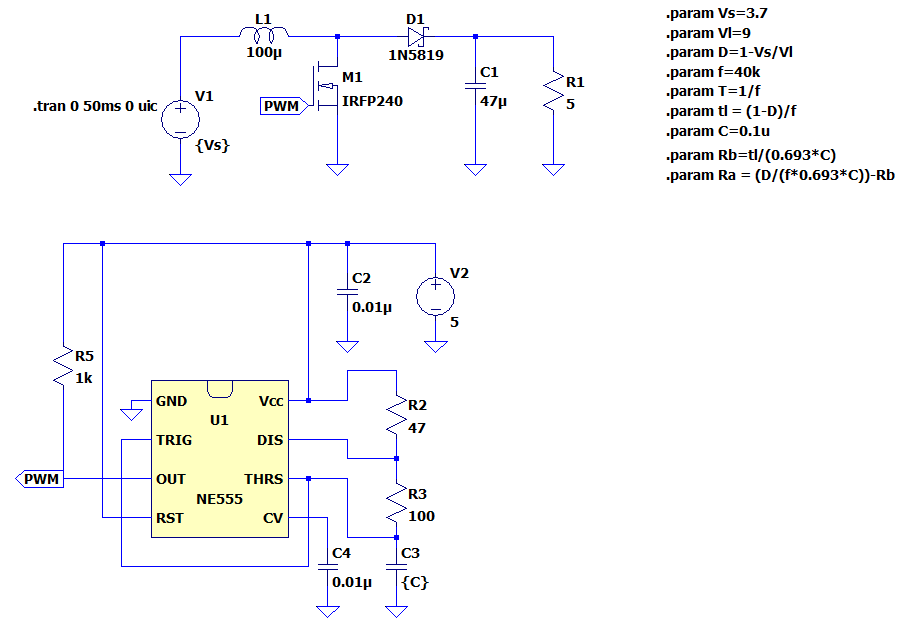 L1
100µ
D1
1N5819
M1
IRFP240
PWM
C1
47µ
R1
5
.tran 0 50ms 0 uic
V1
{Vs}
.param Vs=3.7
.param Vl=9
.param D=1-Vs/Vl
.param f=40k
.param T=1/f
.param tl = (1-D)/f
.param C=0.1u
.param Rb=tl/(0.693*C)
.param Ra = (D/(f*0.693*C))-Rb
C2
0.01µ
V2
5
R5
1k
GND
Vcc
U1
TRIG
DIS
OUT
THRS
NE555
RST
CV
PWM
R2
47
R3
100
C4
0.01µ
C3
{C}